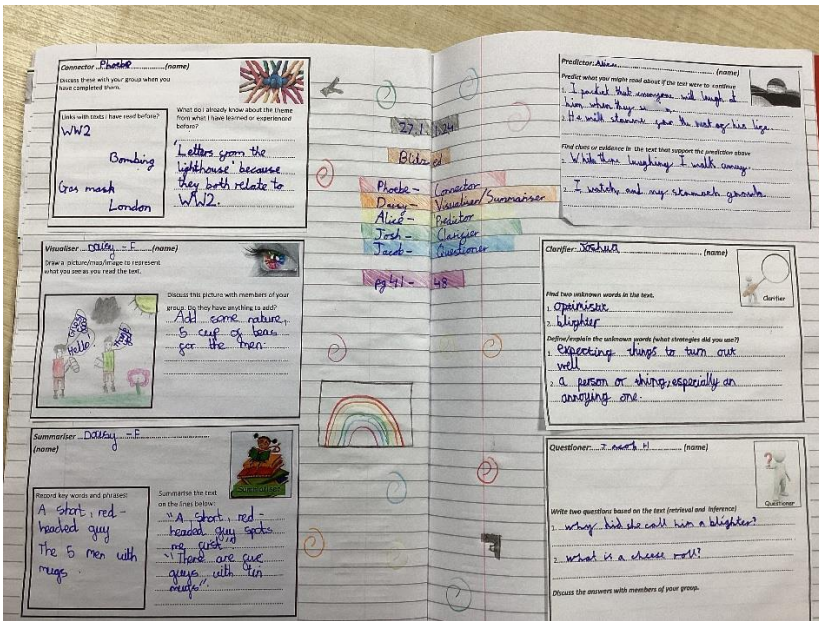 Connector Phoebe (name)
Discuss these with your group when you
have completed them.
Links with texts I have read before?
WW2
Bombing
Gas mask
London
What do I already know about the theme
from what I have learned or experienced
before?
'Letters from the
lighthouse' because
they both relate to
WW2.
Visualiser Daisy - F (name)
Draw a picture/map/image to represent
what you see as you read the text.
Hello!
Thank you
Discuss this picture with members of your
group. Do they have anything to add?
Add some nature,
5 cup of teas
for the men.
Summariser Daisy - F
(name)
Summariser
Record key words and phrases:
A short, red-
headed guy
The 5 men with
mugs.
Summarise the text
on the lines below:
"A short, red-
headed guy spots
me first"
"There are five
guys with tin
mugs".
Phoebe - Connector
Daisy - Visualiser/Summariser
Alice - Predictor
Josh - Clarifier
Jacob - Questioner
pg 41 - 48
Predictor: Alice (name)
Predict what you might read about if the text were to continue
1. I predict that everyone will laugh at
him when they
2. He will stammer for the rest of his life.
Find clues or evidence in the text that support the prediction above
1. While them laughing I walk away.
2. I watch, and my stomach growls.
Clarifier: Joshua (name)
Clarifier
Find two unknown words in the text.
1. optimistic
2. blighter
Define/explain the unknown words (what strategies did you use?)
1. expecting things to turn out
well
2. a person or thing, especially an
annoying one.
Questioner: Jacob H (name)
Questioner
Write two questions based on the text (retrieval and inference)
1. why did she call him a blighter?
2. what is a cheese roll?
Discuss the answers with members of your group.